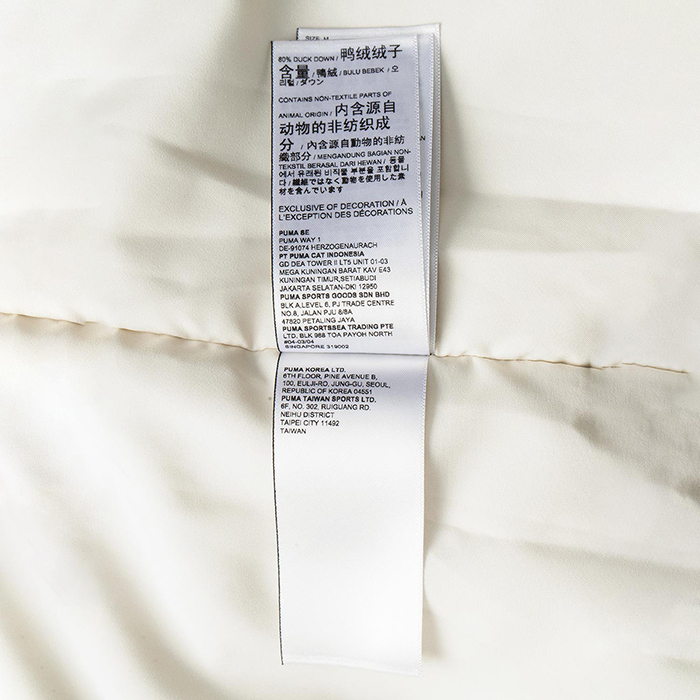 SIZE M
80% DUCK DOWN / 鸭绒绒子
含量 / 鴨絨 / BULU BEBEK / 오
리털 / ダウン
CONTAINS NON-TEXTILE PARTS OF
ANIMAL ORIGIN / 内含源自
动物的非纺织成
分 / 內含源自動物的非紡
織部分 / MENGANDUNG BAGIAN NON-
TEKSTIL BERASAL DARI HEWAN / 동물
에서 유래된 비직물 부분을 포함합니
다 / 繊維ではなく動物を使用した素
材を含んでいます
EXCLUSIVE OF DECORATION / À
L'EXCEPTION DES DÉCORATIONS
PUMA SE
PUMA WAY 1
DE-91074 HERZOGENAURACH
PT PUMA CAT INDONESIA
GD DEA TOWER II LT5 UNIT 01-03
MEGA KUNINGAN BARAT KAV E43
KUNINGAN TIMUR,SETIABUDI
JAKARTA SELATAN-DKI 12950
PUMA SPORTS GOODS SDN BHD
BLK A,LEVEL 6, PJ TRADE CENTRE
NO.8, JALAN PJU 8/8A
47820 PETALING JAYA
PUMA SPORTSSEA TRADING PTE
LTD. BLK 988 TOA PAYOH NORTH
#04-03/04
SINGAPORE 319002
PUMA KOREA LTD.
6TH FLOOR, PINE AVENUE B,
100, EULJI-RO, JUNG-GU, SEOUL,
REPUBLIC OF KOREA 04551
PUMA TAIWAN SPORTS LTD.
6F, NO. 302, RUIGUANG RD.
NEIHU DISTRICT
TAIPEI CITY 11492
TAIWAN